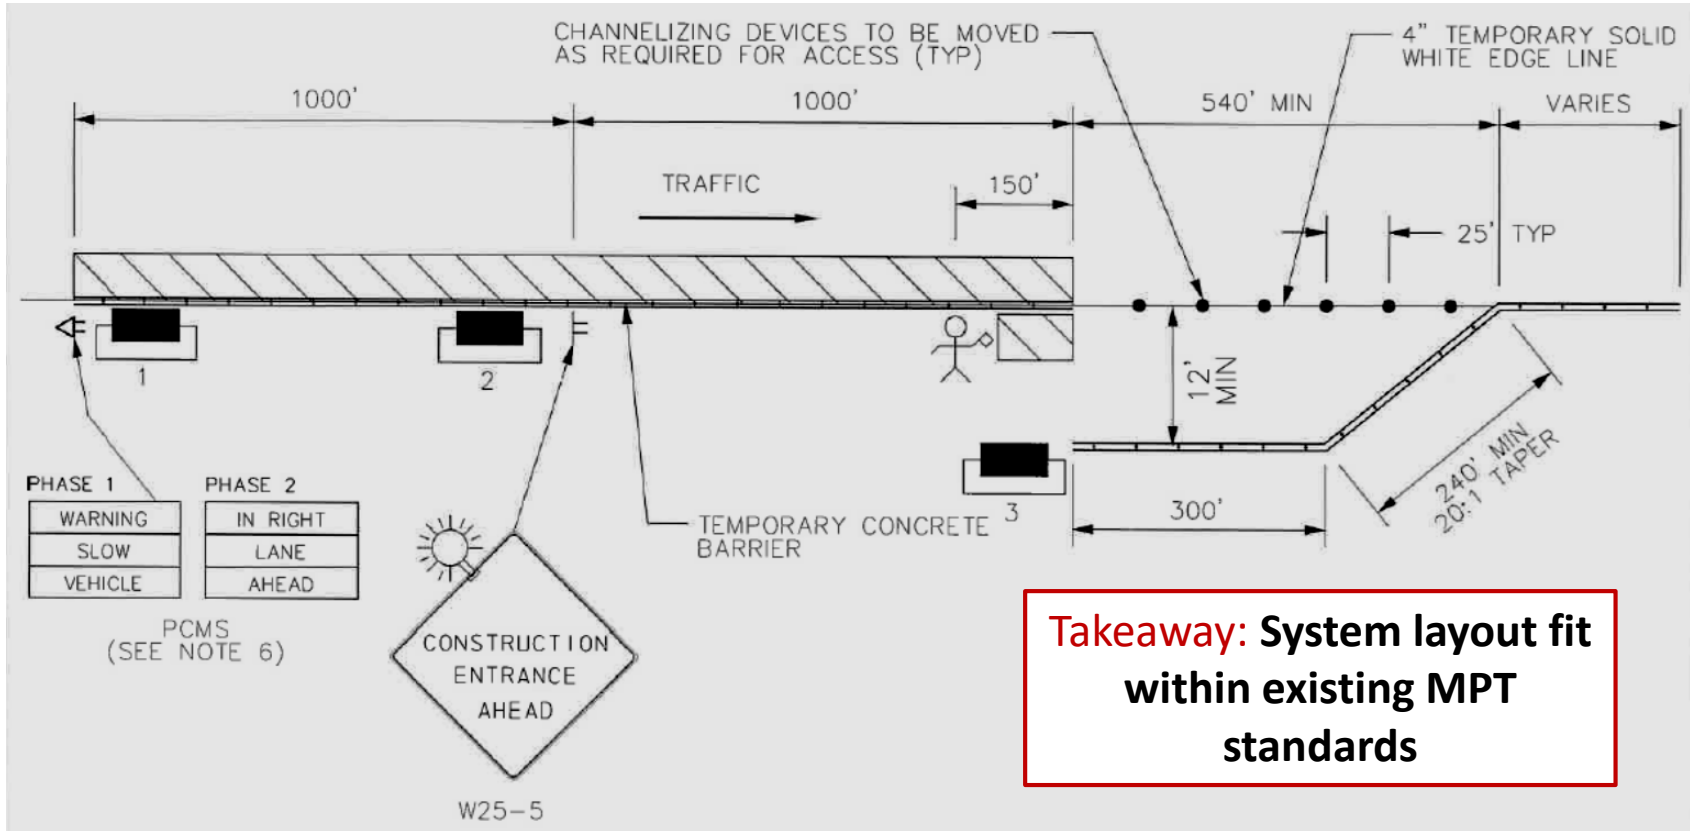 CHANNELIZING DEVICES TO BE MOVED
AS REQUIRED FOR ACCESS (TYP)
4" TEMPORARY SOLID
WHITE EDGE LINE
1000'
1000'
540' MIN
VARIES
TRAFFIC
150'
25' TYP
12'
MIN
1
2
3
240' MIN
20:1 TAPER
300'
PHASE 1
WARNING
SLOW
VEHICLE
PHASE 2
IN RIGHT
LANE
AHEAD
PCMS
(SEE NOTE 6)
TEMPORARY CONCRETE
BARRIER
CONSTRUCTION
ENTRANCE
AHEAD
W25-5
Takeaway: System layout fit
within existing MPT
standards